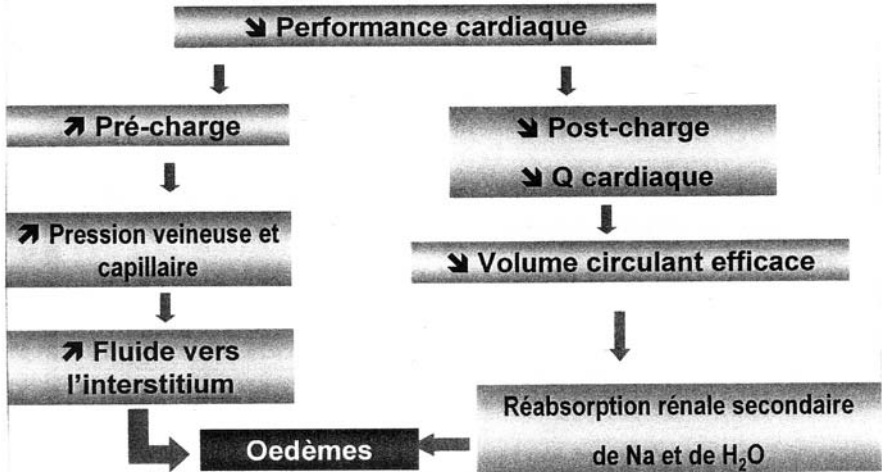 ↘ Performance cardiaque
↗ Pré-charge
↘ Post-charge
↘ Q cardiaque
↗ Pression veineuse et
capillaire
↘ Volume circulant efficace
↗ Fluide vers
l'interstitium
Réabsorption rénale secondaire
de Na et de H₂O
Oedèmes